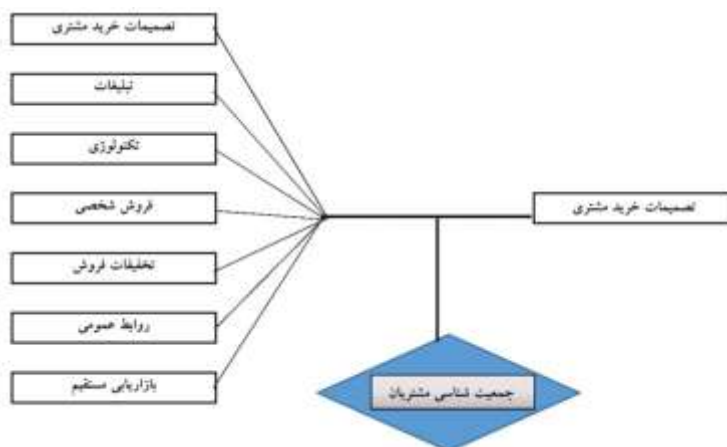 تصمیمات خرید مشتری
تبلیغات
تکنولوژی
فروش شخصی
تخفیفات فروش
روابط عمومی
بازاریابی مستقیم
تصمیمات خرید مشتری
جمعیت شناسی مشتریان